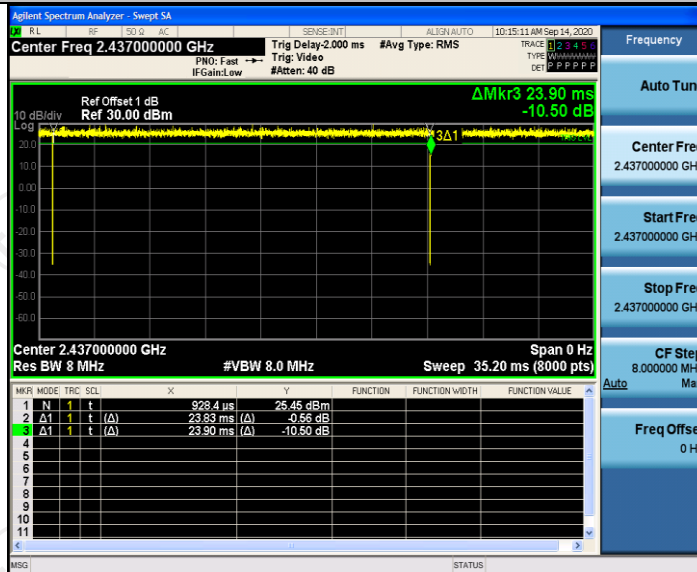 Agilent Spectrum Analyzer - Swept SA
RL RF 50 Ω AC SENSE:INT ALIGN AUTO 10:15:11 AM Sep 14, 2020
Center Freq 2.437000000 GHz
PNO: Fast
IFGain:Low
Trig Delay-2.000 ms
Trig: Video
#Atten: 40 dB
#Avg Type: RMS
TRACE 1 2 3 4 5 6
TYPE W
DET P P P P P P
Ref Offset 1 dB
10 dB/div Ref 30.00 dBm
Log
ΔMkr3 23.90 ms
-10.50 dB
3Δ1
20.0
10.0
0.00
-10.0
-20.0
-30.0
-40.0
-50.0
-60.0
Center 2.437000000 GHz Span 0 Hz
Res BW 8 MHz #VBW 8.0 MHz Sweep 35.20 ms (8000 pts)
MKR MODE TRC SCL X Y FUNCTION FUNCTION WIDTH FUNCTION VALUE
1 N 1 t 928.4 µs 25.45 dBm
2 Δ1 1 t (Δ) 23.83 ms (Δ) -0.56 dB
3 Δ1 1 t (Δ) 23.90 ms (Δ) -10.50 dB
4
5
6
7
8
9
10
11
MSG STATUS
Frequency
Auto Tun
Center Fre
2.437000000 GH
Start Fre
2.437000000 GH
Stop Fre
2.437000000 GH
CF Step
8.000000 MH
Auto Ma
Freq Offse
0 H